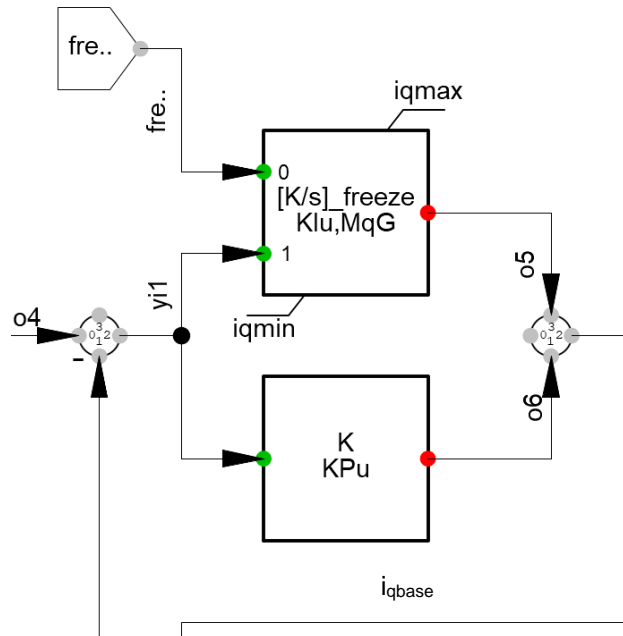 fre..
fre..
iqmax
0
[K/s]_freeze
KIu,MqG
1
iqmin
yi1
o4
3
0 2
1
-
o5
3
0 2
1
o6
K
KPu
iqbase